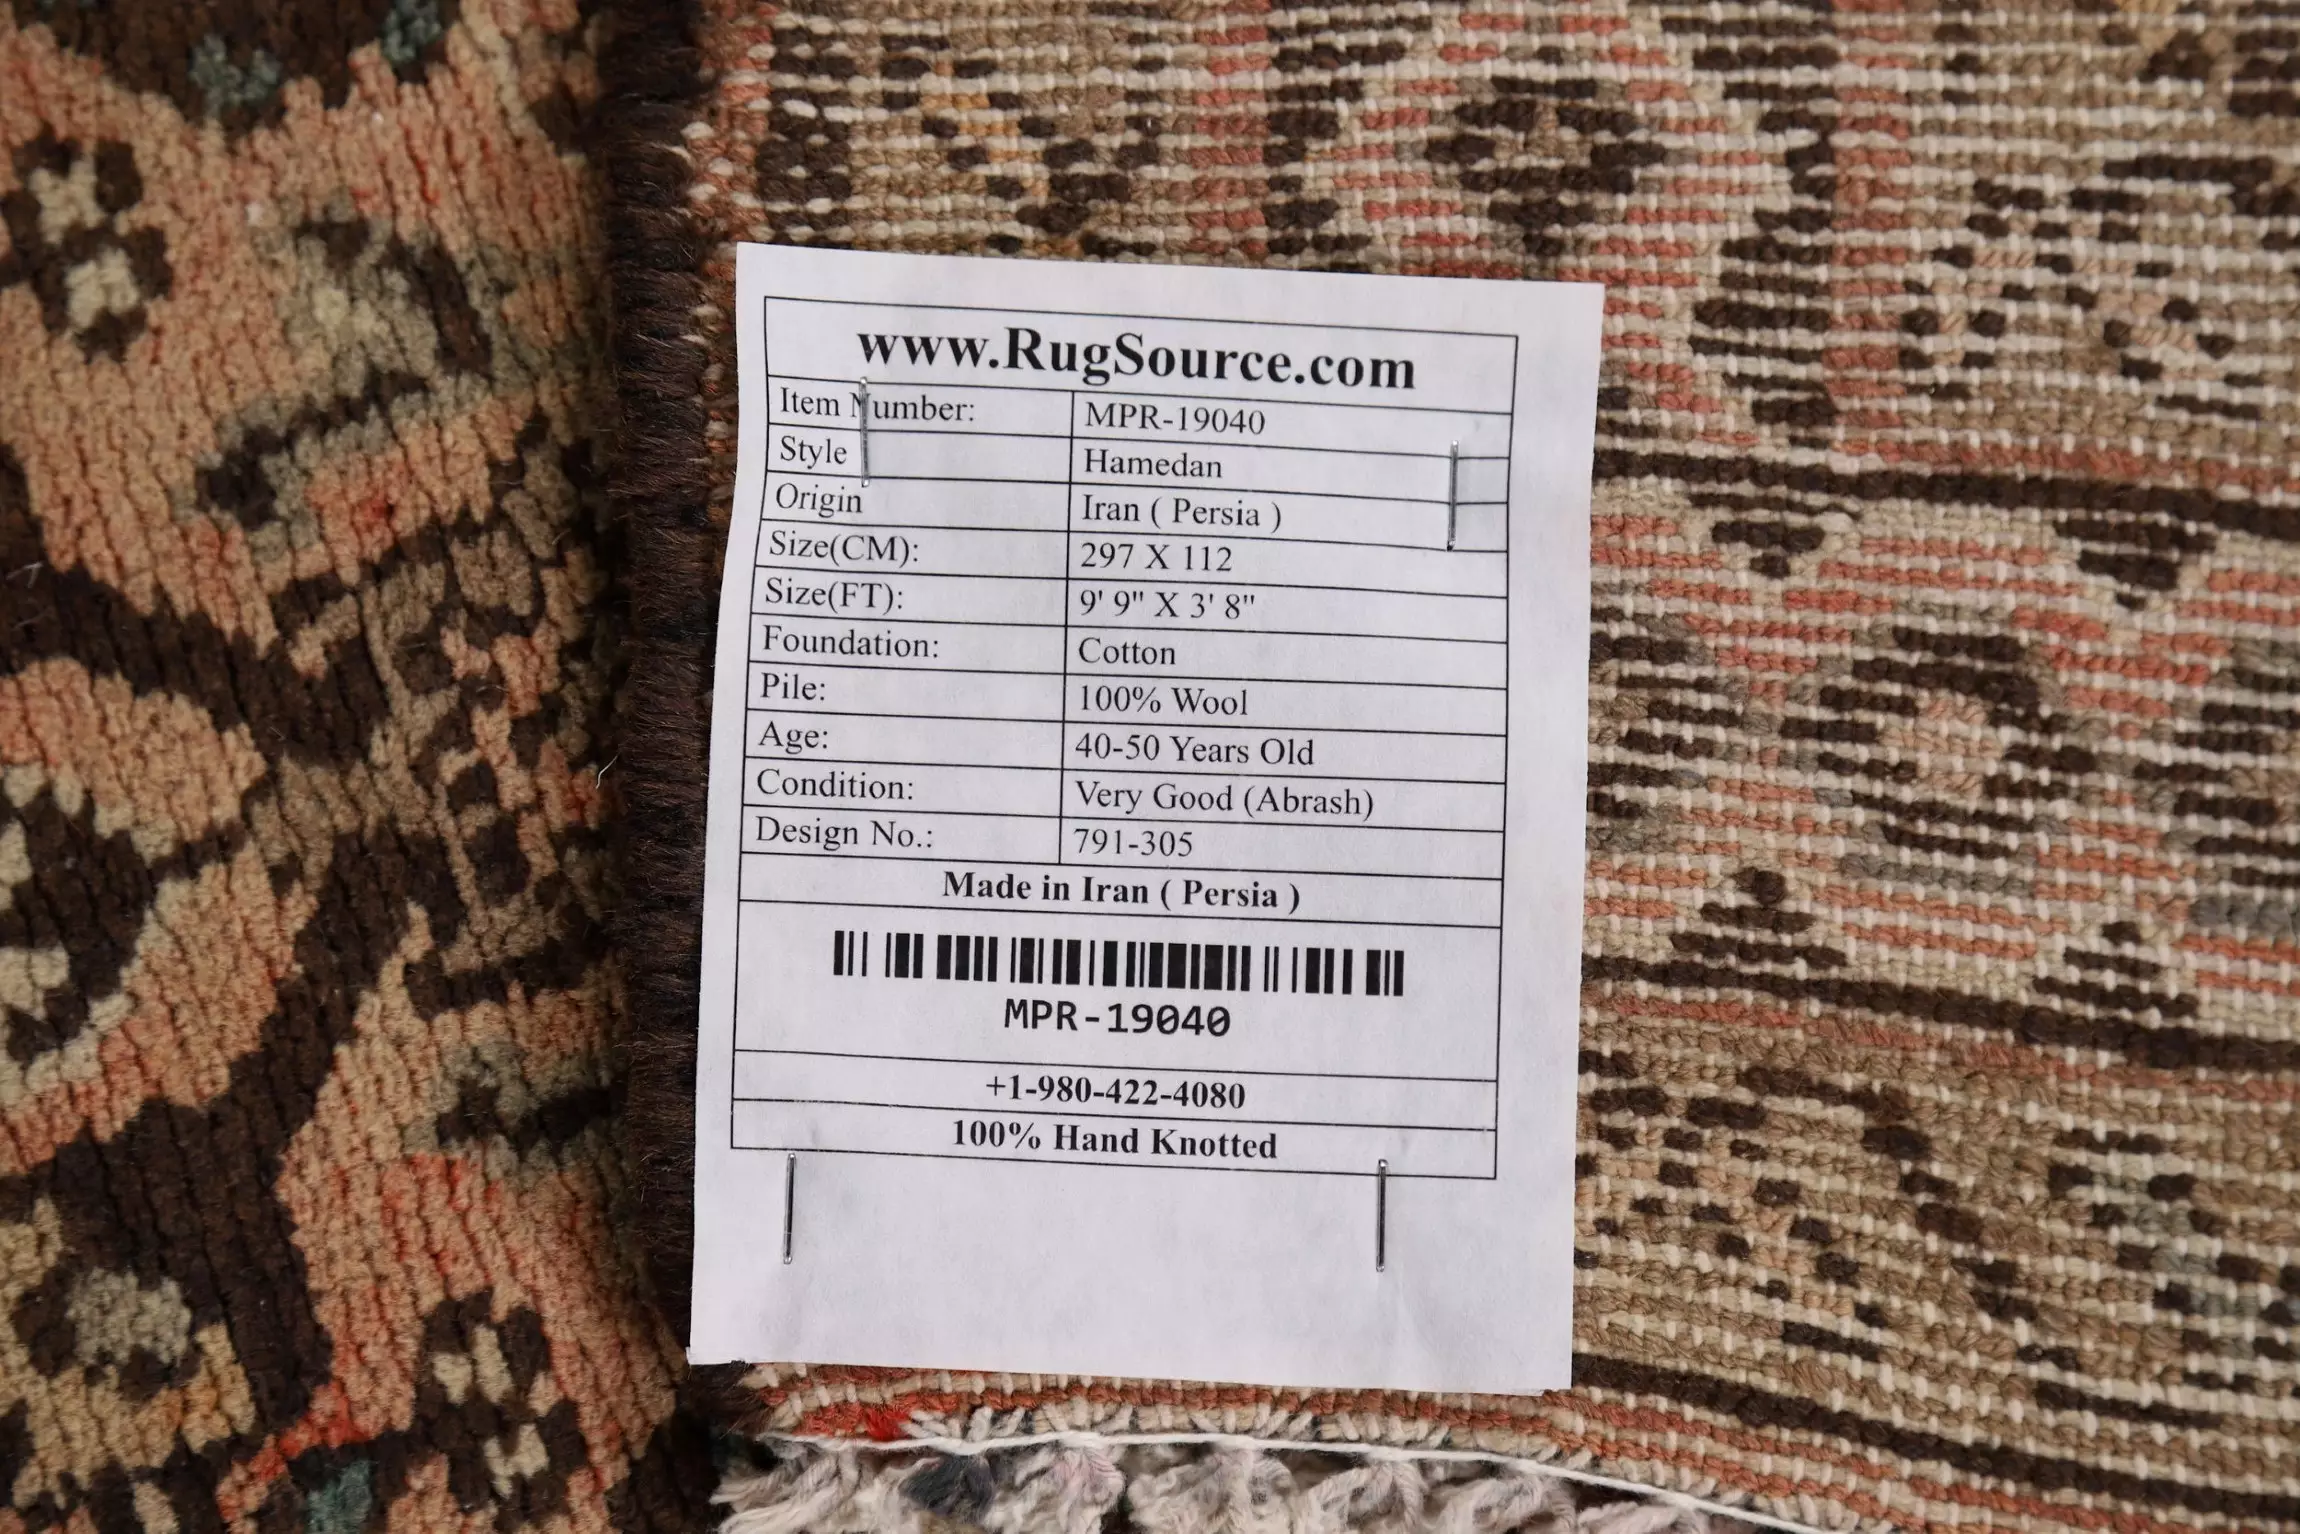 www.RugSource.com
Item Number: MPR-19040
Style Hamedan
Origin Iran ( Persia )
Size(CM): 297 X 112
Size(FT): 9' 9" X 3' 8"
Foundation: Cotton
Pile: 100% Wool
Age: 40-50 Years Old
Condition: Very Good (Abrash)
Design No.: 791-305
Made in Iran ( Persia )
MPR-19040
+1-980-422-4080
100% Hand Knotted